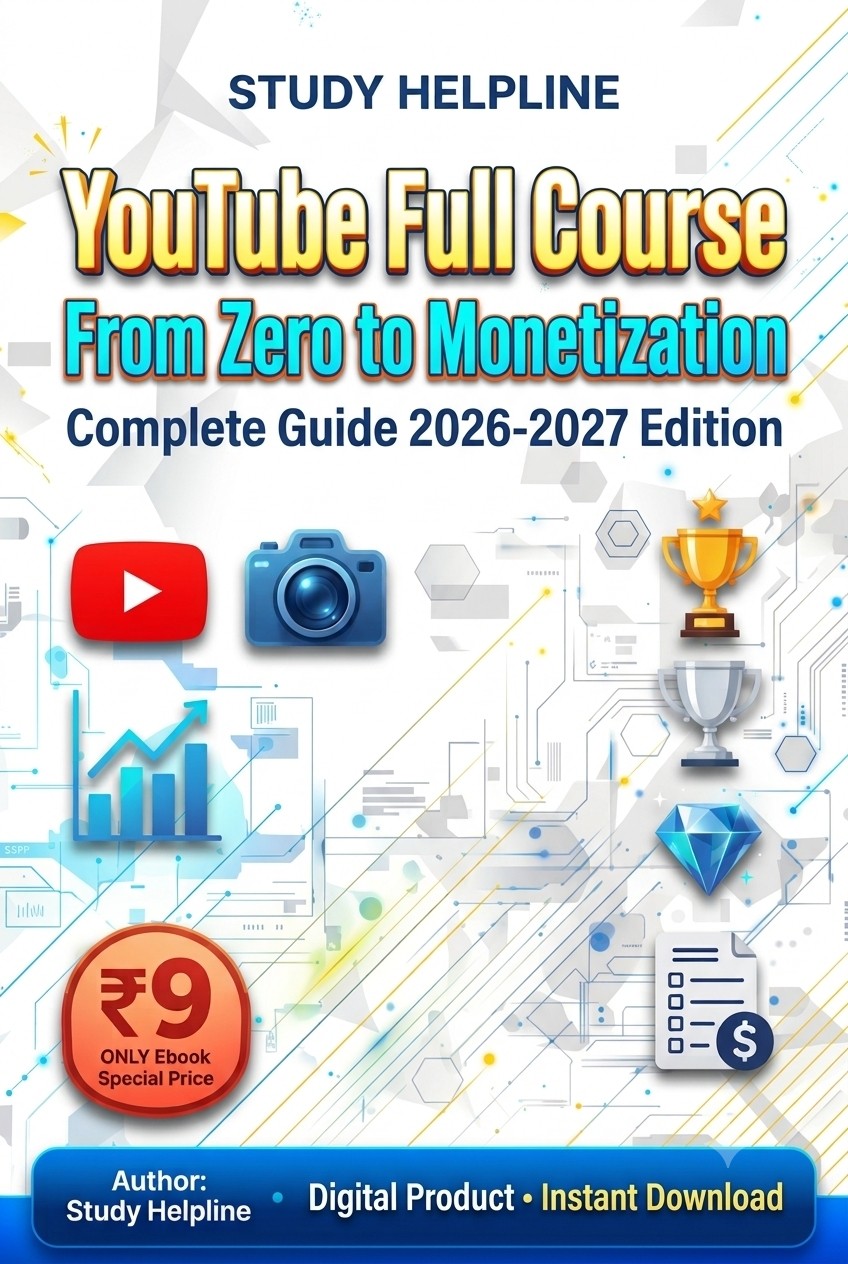 STUDY HELPLINE
YouTube Full Course
From Zero to Monetization
Complete Guide 2026-2027 Edition
SSPP
₹9
ONLY Ebook
Special Price
$
Author:
Study Helpline
Digital Product • Instant Download